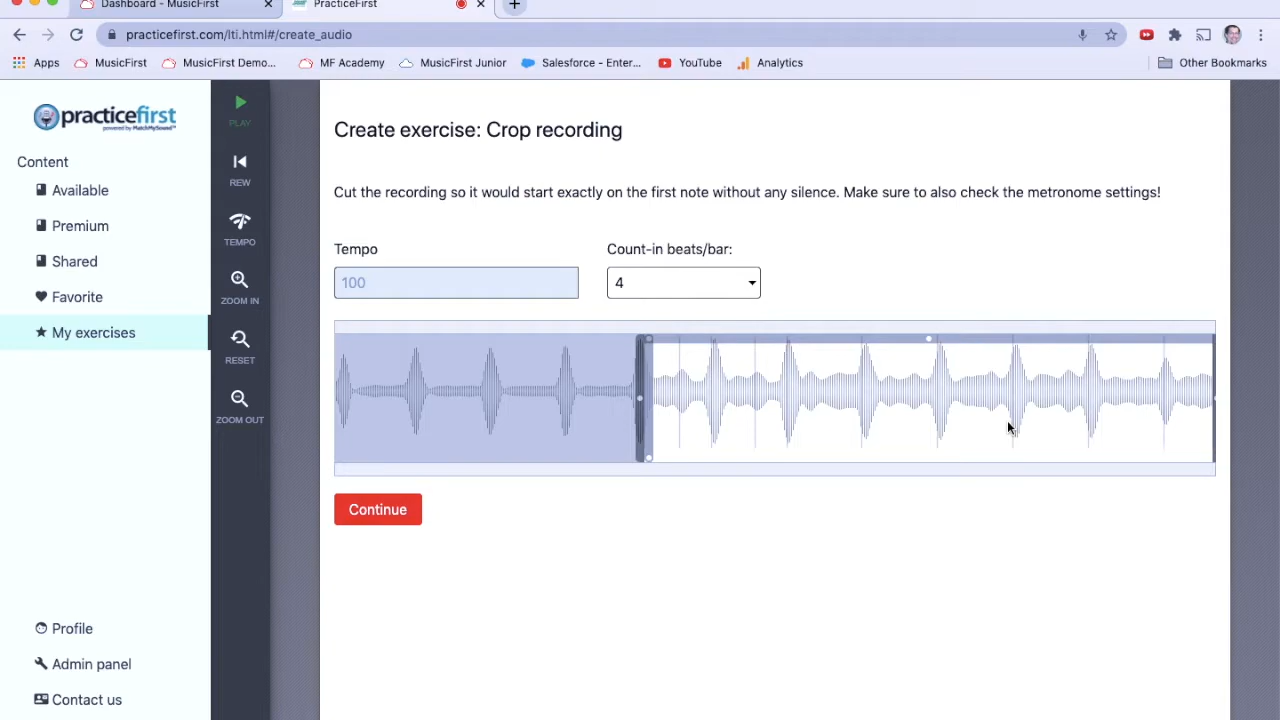 Dashboard - MusicFirst
PracticeFirst
practicefirst.com/lti.html#/create_audio
Apps
MusicFirst
MusicFirst Demo...
MF Academy
MusicFirst Junior
Salesforce - Enter...
YouTube
Analytics
Other Bookmarks
practicefirst
powered by MatchMySound™
Content
Available
Premium
Shared
Favorite
My exercises
Profile
Admin panel
Contact us
PLAY
REW
TEMPO
ZOOM IN
RESET
ZOOM OUT
Create exercise: Crop recording
Cut the recording so it would start exactly on the first note without any silence. Make sure to also check the metronome settings!
Tempo
Count-in beats/bar:
100
4
Continue